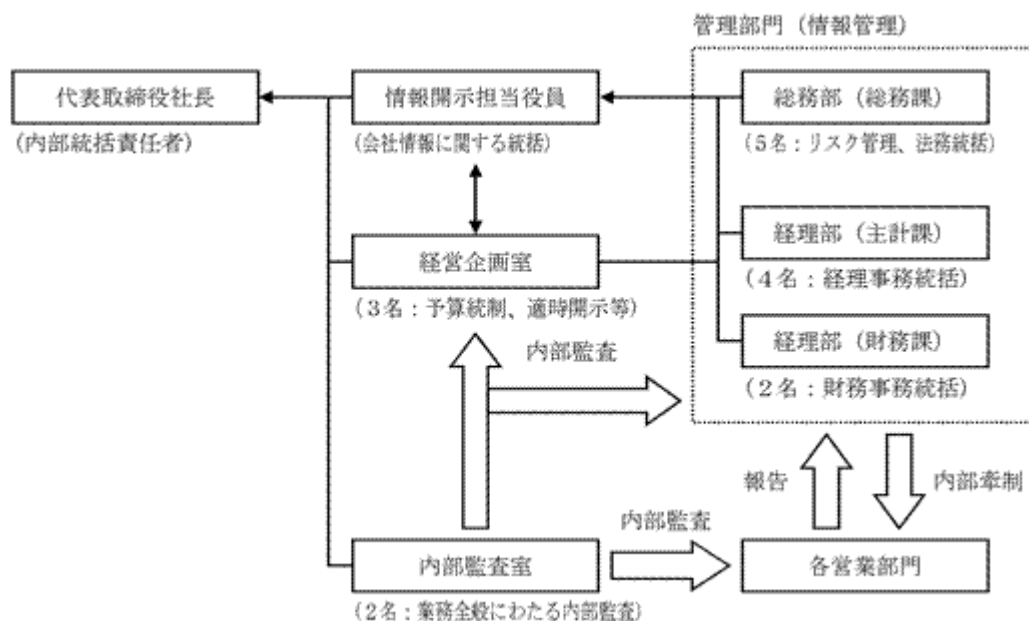 管理部門（情報管理）
代表取締役社長
(内部統括責任者)
情報開示担当役員
(会社情報に関する統括)
総務部（総務課）
(5名：リスク管理、法務統括)
経営企画室
(3名：予算統制、適時開示等)
経理部（主計課）
(4名：経理事務統括)
経理部（財務課）
(2名：財務事務統括)
内部監査
報告
内部牽制
内部監査
内部監査室
(2名：業務全般にわたる内部監査)
各営業部門